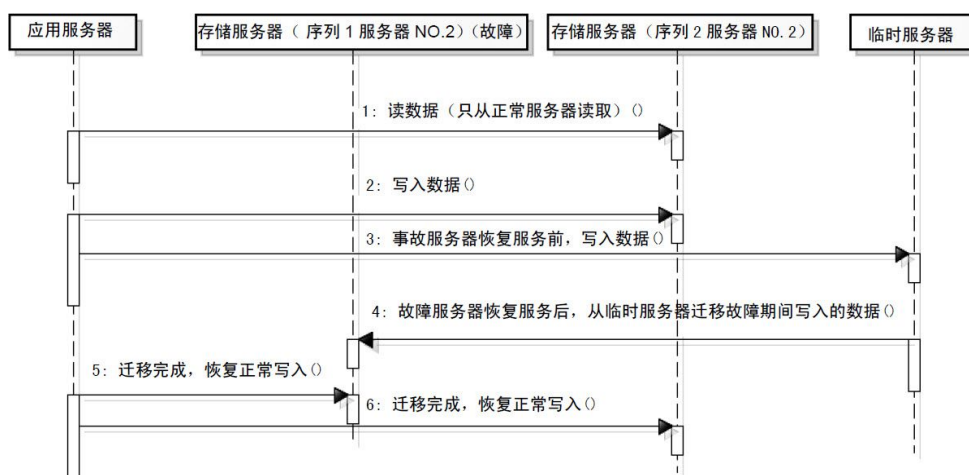 应用服务器
存储服务器（ 序列1服务器NO.2）(故障)
存储服务器（序列2服务器NO.2）
临时服务器
1: 读数据（只从正常服务器读取）()
2: 写入数据()
3: 事故服务器恢复服务前，写入数据()
4: 故障服务器恢复服务后，从临时服务器迁移故障期间写入的数据()
5: 迁移完成，恢复正常写入()
6: 迁移完成，恢复正常写入()